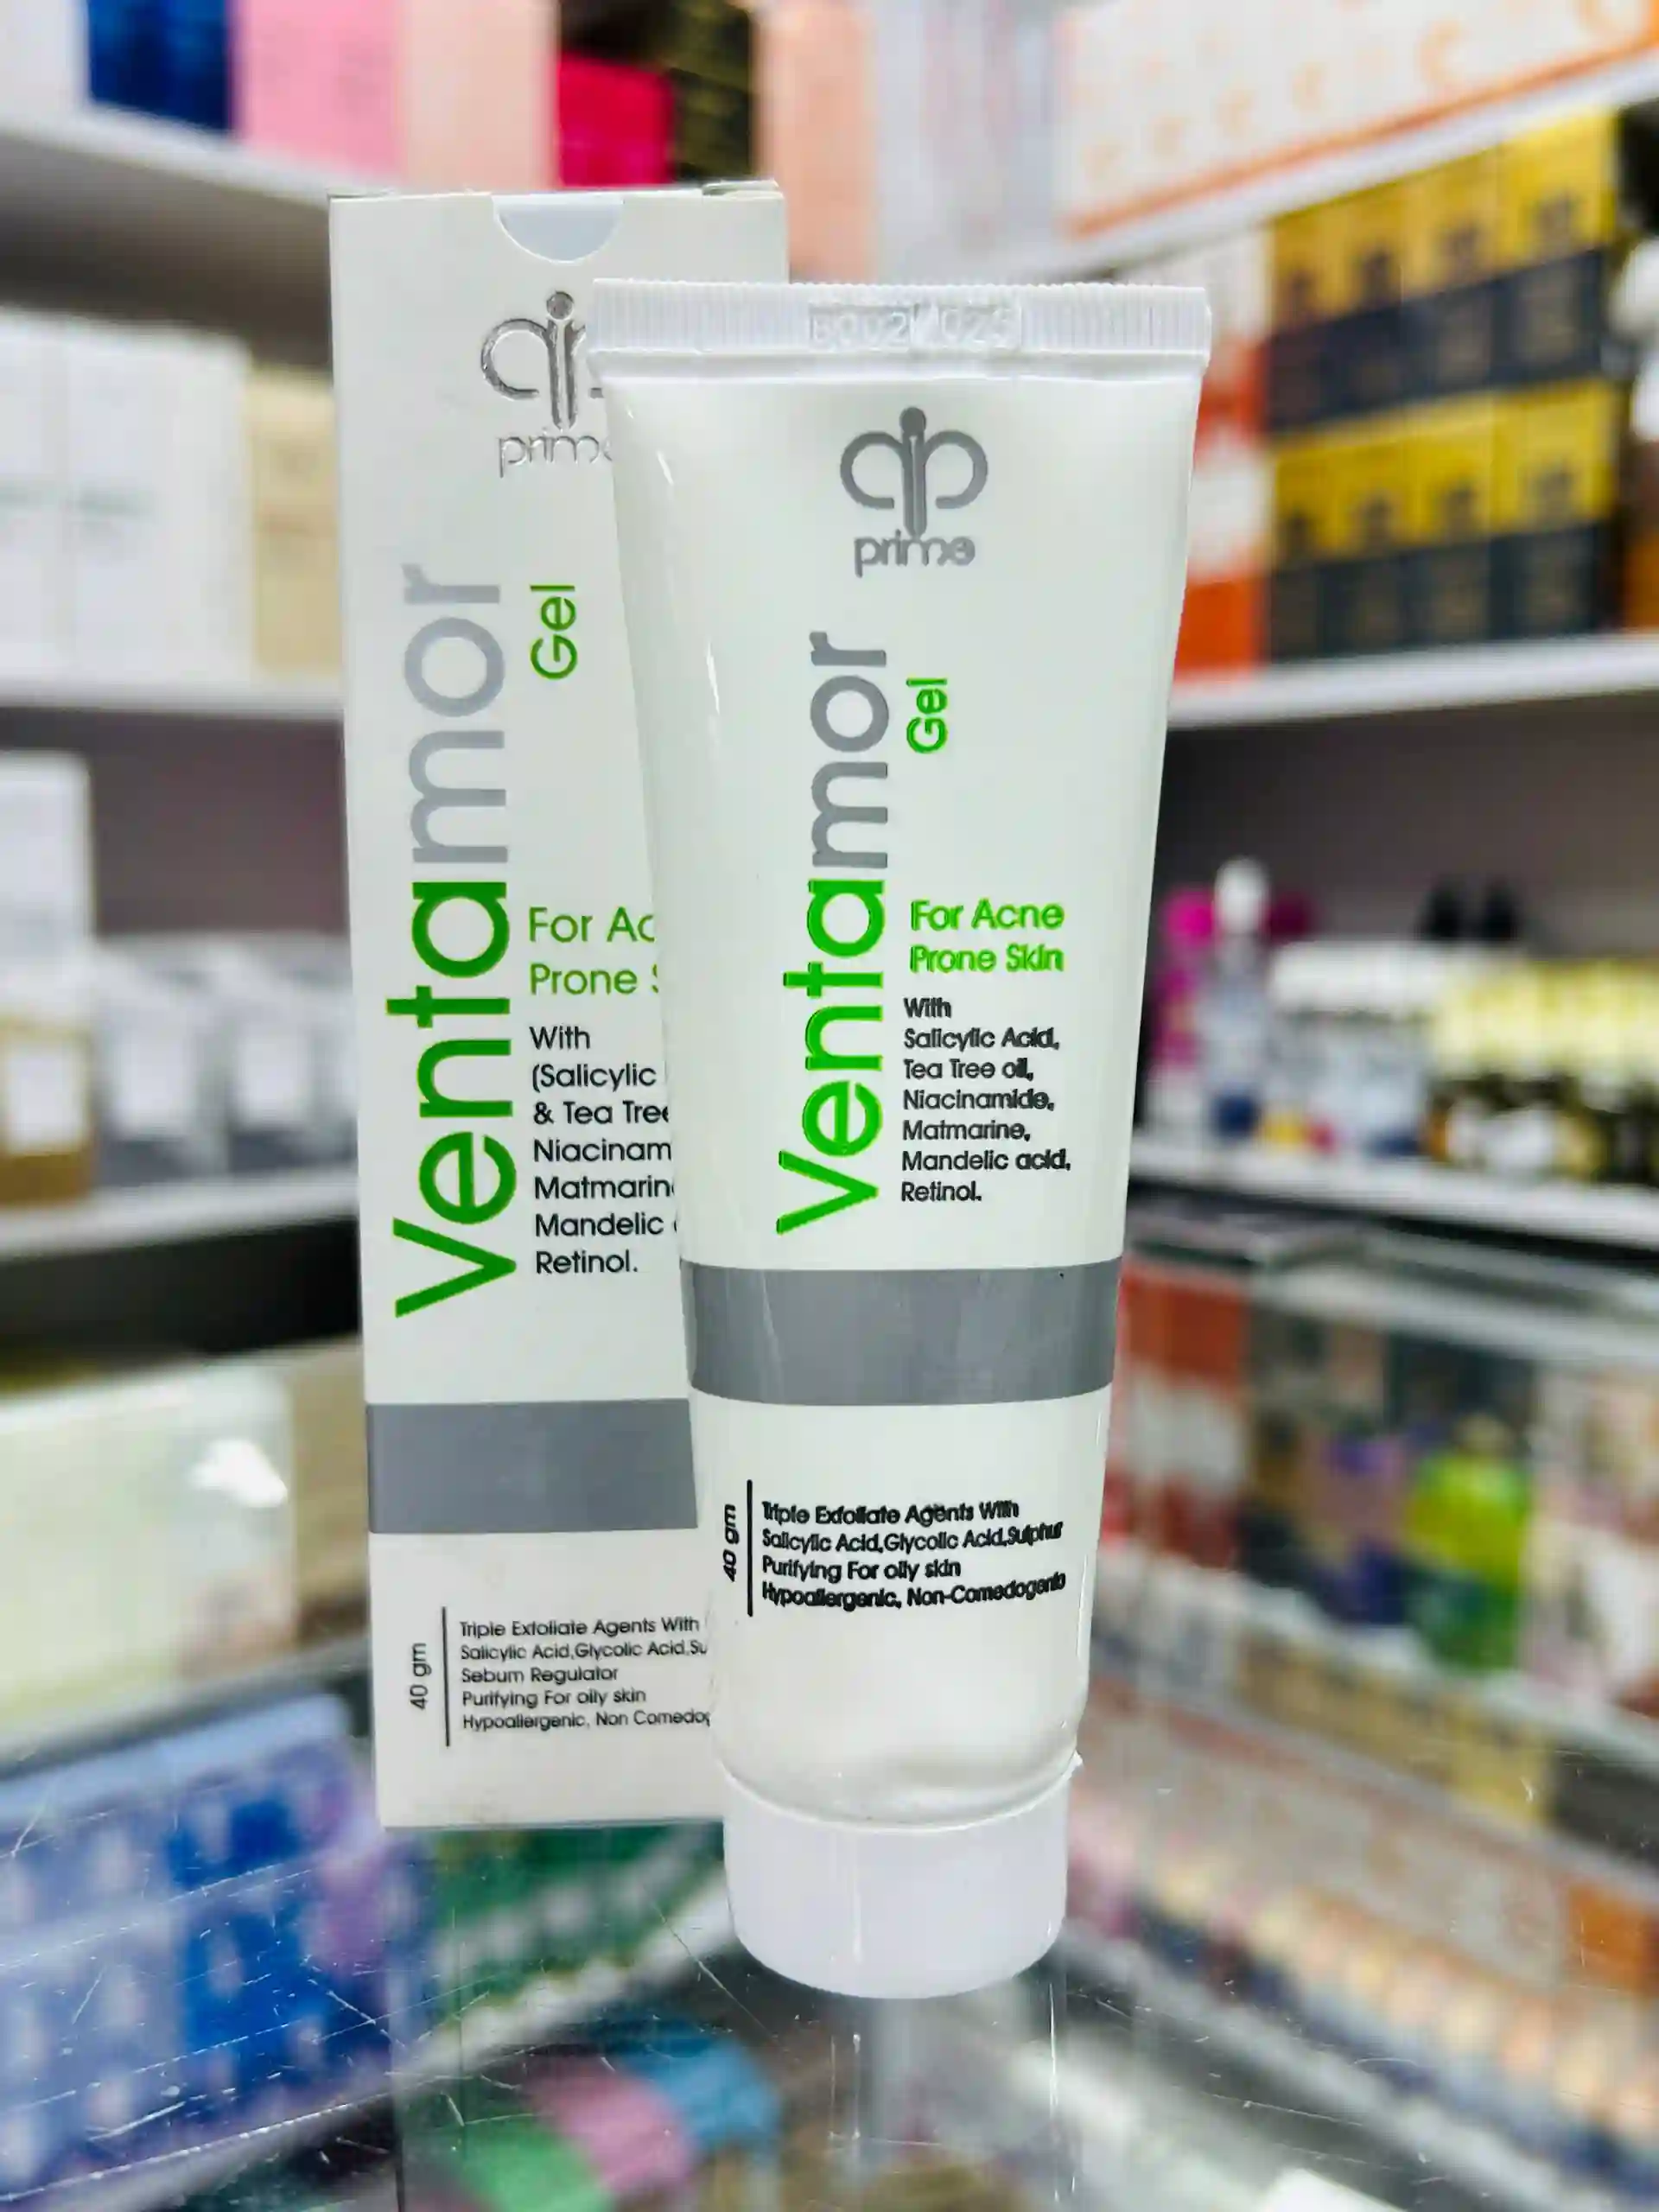 prime
Ventamor
Gel
For Ac
Prone
With
(Salicylic
& Tea Tree
Niacinam
Matmarin
Mandelic
Retinol.
40 gm
Triple Exfoliate Agents With
Salicylic Acid,Glycolic Acid,Su
Sebum Regulator
Purifying For oily skin
Hypoallergenic, Non Comedog
prime
Ventamor
Gel
For Acne
Prone Skin
With
Salicylic Acid,
Tea Tree oil,
Niacinamide,
Matmarine,
Mandelic acid,
Retinol.
40 gm
Triple Exfoliate Agents With
Salicylic Acid,Glycolic Acid,Sulphur
Purifying For oily skin
Hypoallergenic, Non-Comedogenic